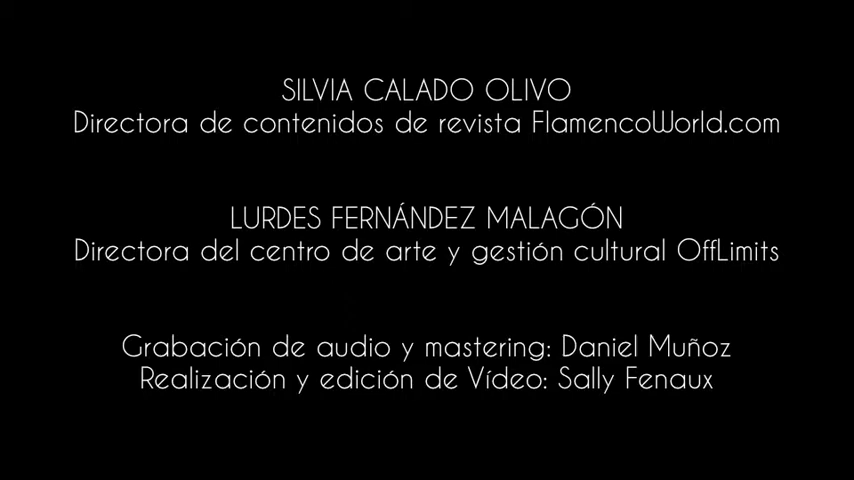 SILVIA CALADO OLIVO
Directora de contenidos de revista FlamencoWorld.com
LURDES FERNÁNDEZ MALAGÓN
Directora del centro de arte y gestión cultural OffLimits
Grabación de audio y mastering: Daniel Muñoz
Realización y edición de Vídeo: Sally Fenaux